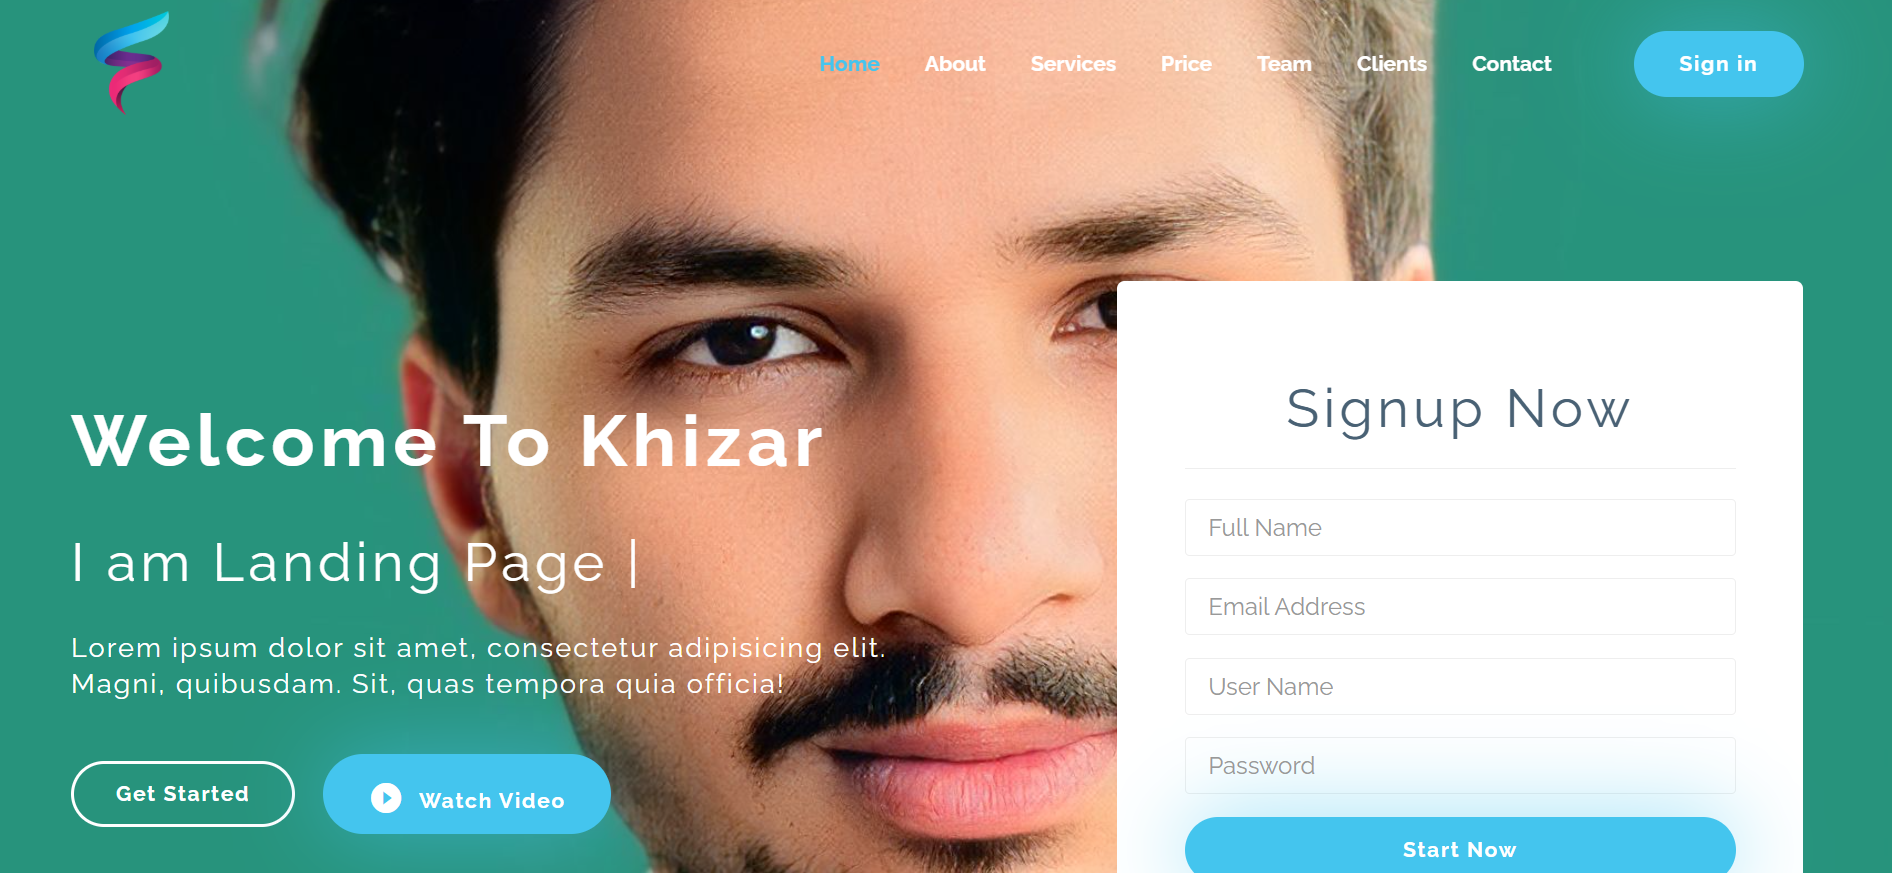 Home About Services Price Team Clients Contact Sign in
Welcome To Khizar
I am Landing Page |
Lorem ipsum dolor sit amet, consectetur adipisicing elit.
Magni, quibusdam. Sit, quas tempora quia officia!
Get Started
Watch Video
Signup Now
Full Name
Email Address
User Name
Password
Start Now